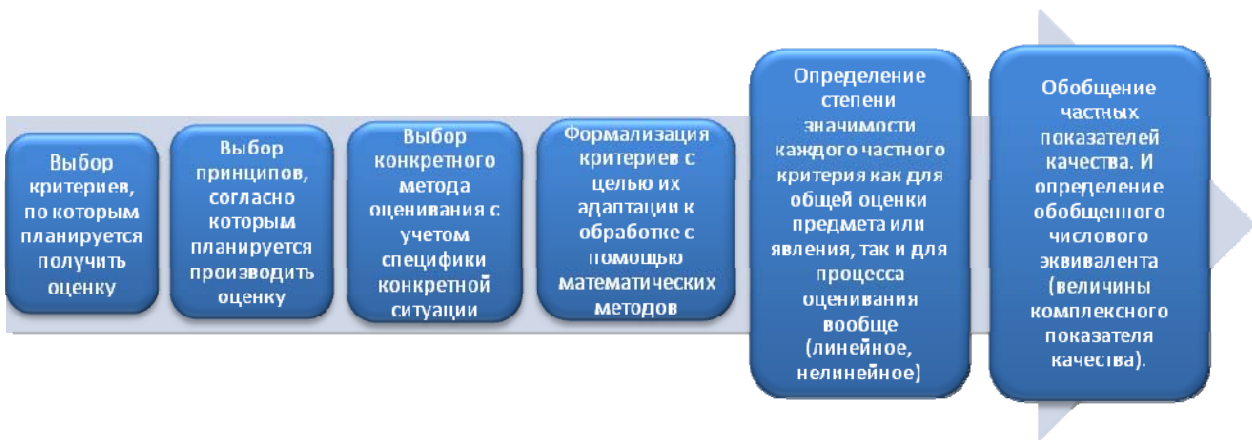 Выбор
критериев,
по которым
планируется
получить
оценку
Выбор
принципов,
согласно
которым
планируется
производить
оценку
Выбор
конкретного
метода
оценивания с
учетом
специфики
конкретной
ситуации
Формализация
критериев с
целью их
адаптации к
обработке с
помощью
математических
методов
Определение
степени
значимости
каждого частного
критерия как для
общей оценки
предмета или
явления, так и для
процесса
оценивания
вообще
(линейное,
нелинейное)
Обобщение
частных
показателей
качества. И
определение
обобщенного
числового
эквивалента
(величины
комплексного
показателя
качества).